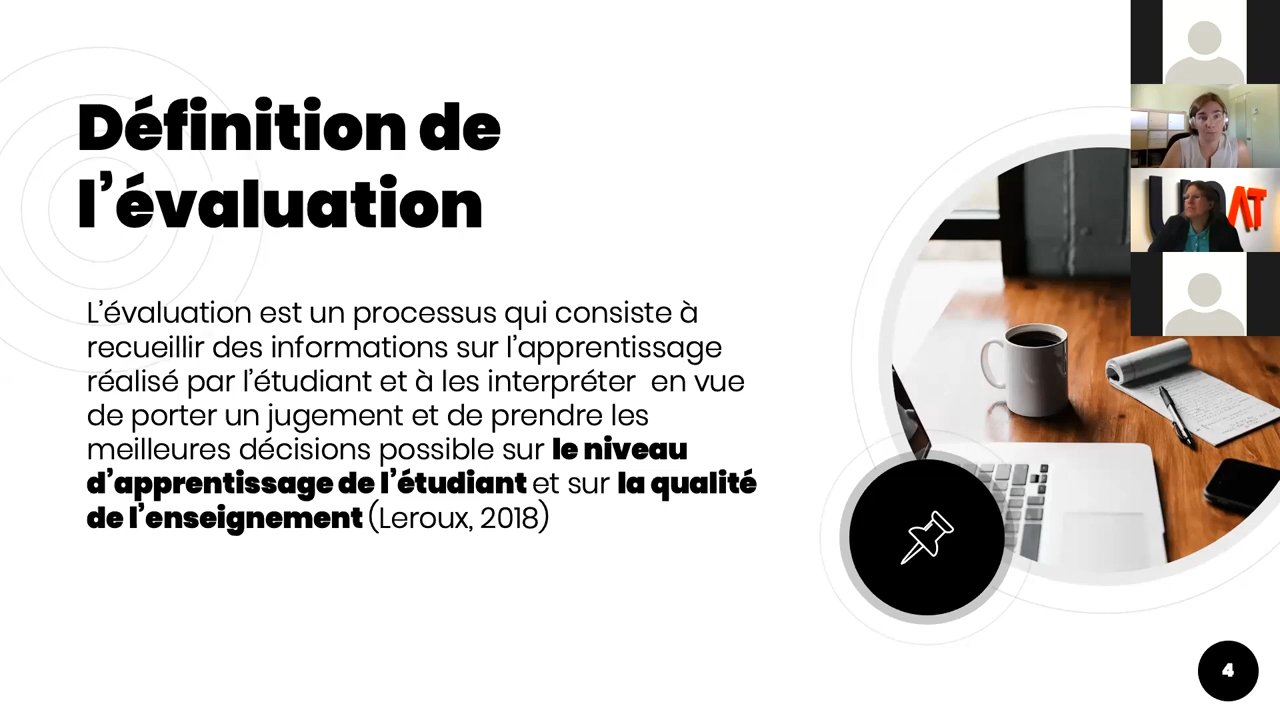 Définition de
l’évaluation
L’évaluation est un processus qui consiste à
recueillir des informations sur l’apprentissage
réalisé par l’étudiant et à les interpréter  en vue
de porter un jugement et de prendre les
meilleures décisions possible sur le niveau
d’apprentissage de l’étudiant et sur la qualité
de l’enseignement (Leroux, 2018)
4